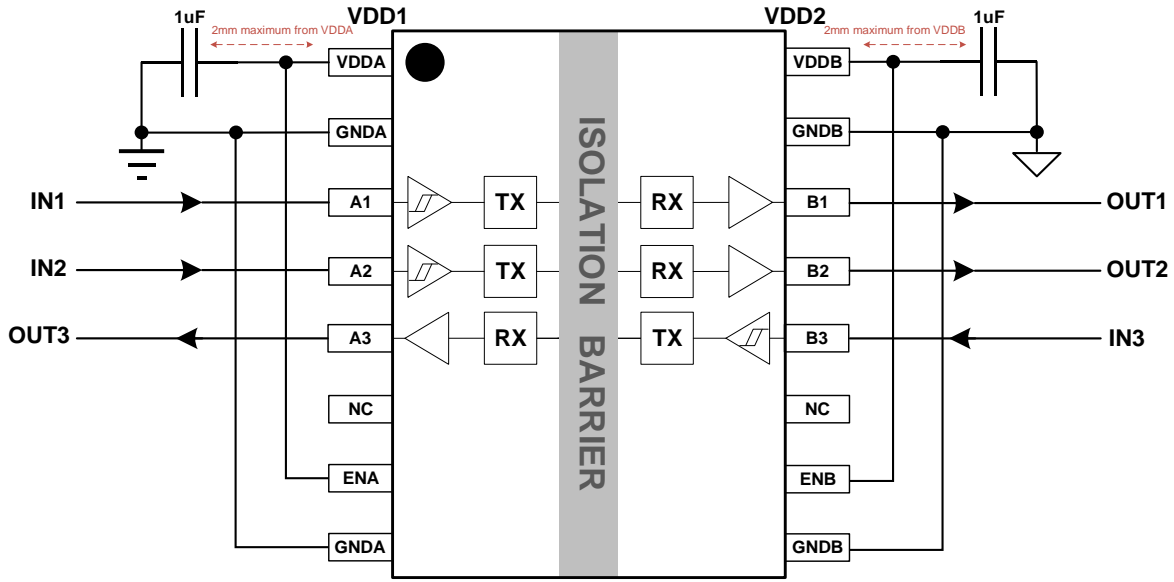 1uF
VDD1
VDD2
1uF
2mm maximum from VDDA
2mm maximum from VDDB
VDDA
VDDB
GNDA
GNDB
ISOLATION BARRIER
IN1
A1
TX
RX
B1
OUT1
IN2
A2
TX
RX
B2
OUT2
OUT3
A3
RX
TX
B3
IN3
NC
NC
ENA
ENB
GNDA
GNDB